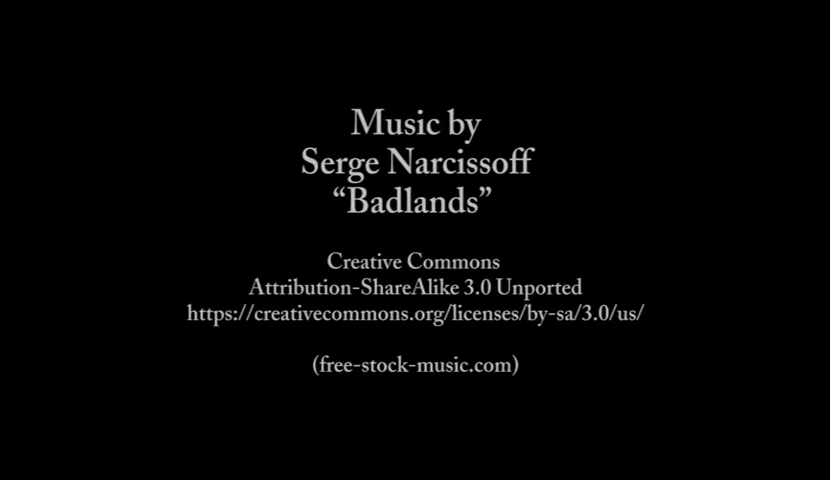 Music by
Serge Narcissoff
“Badlands”
Creative Commons
Attribution-ShareAlike 3.0 Unported
https://creativecommons.org/licenses/by-sa/3.0/us/
(free-stock-music.com)